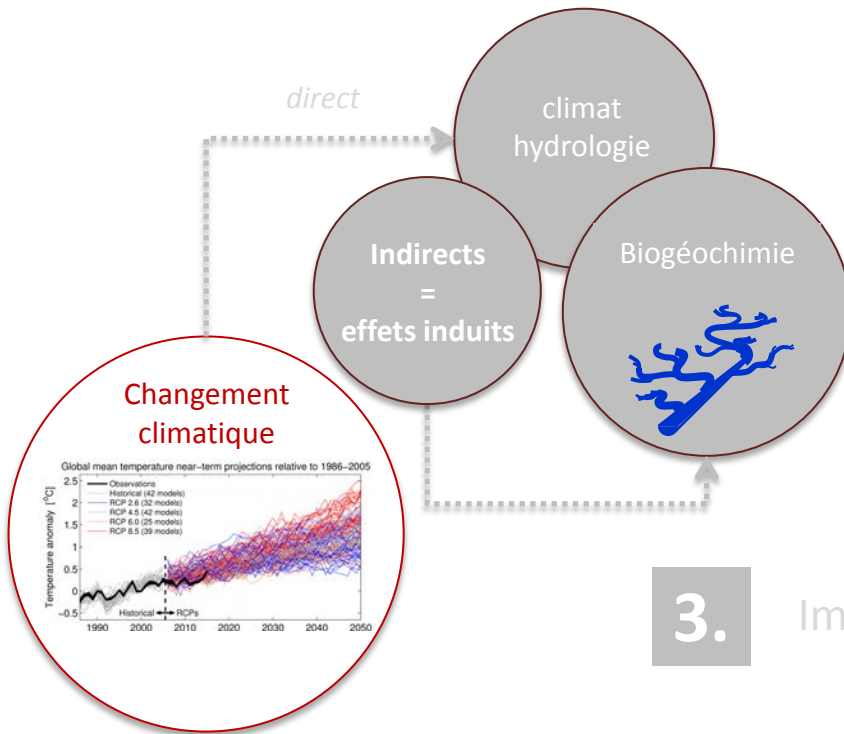 direct
climat
hydrologie
Indirects
=
effets induits
Biogéochimie
Changement
climatique
Global mean temperature near-term projections relative to 1986–2005
Temperature anomaly [°C]
2.5
2
1.5
1
0.5
0
−0.5
Observations
Historical (42 models)
RCP 2.6 (32 models)
RCP 4.5 (42 models)
RCP 6.0 (25 models)
RCP 8.5 (39 models)
Historical RCPs
1990 2000 2010 2020 2030 2040 2050
3. Im